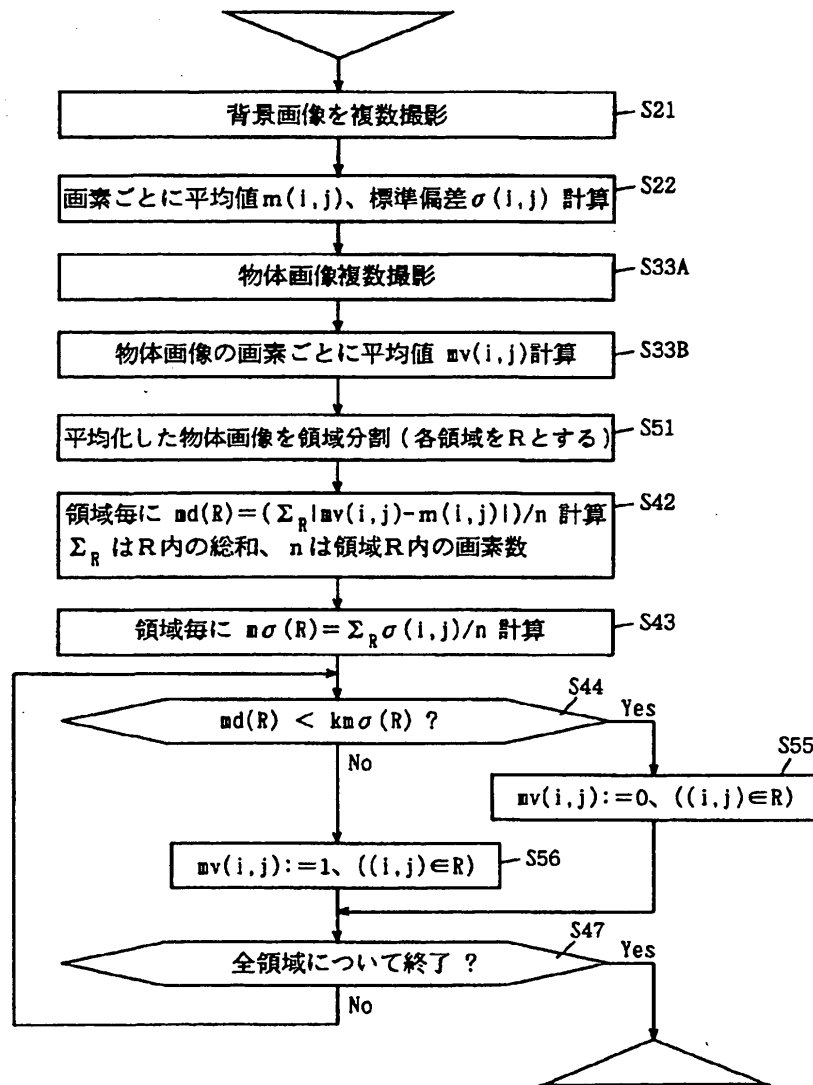 背景画像を複数撮影
S21
画素ごとに平均値m(i,j)、標準偏差σ(i,j) 計算
S22
物体画像複数撮影
S33A
物体画像の画素ごとに平均値 mv(i,j)計算
S33B
平均化した物体画像を領域分割(各領域をRとする)
S51
領域毎に md(R)=(Σ_R|mv(i,j)-m(i,j)|)/n 計算
Σ_R はR内の総和、nは領域R内の画素数
S42
領域毎に mσ(R)=Σ_Rσ(i,j)/n 計算
S43
md(R) < kmσ(R) ?
S44
Yes
No
S55
mv(i,j):=0、((i,j)∈R)
mv(i,j):=1、((i,j)∈R)
S56
全領域について終了 ?
S47
Yes
No